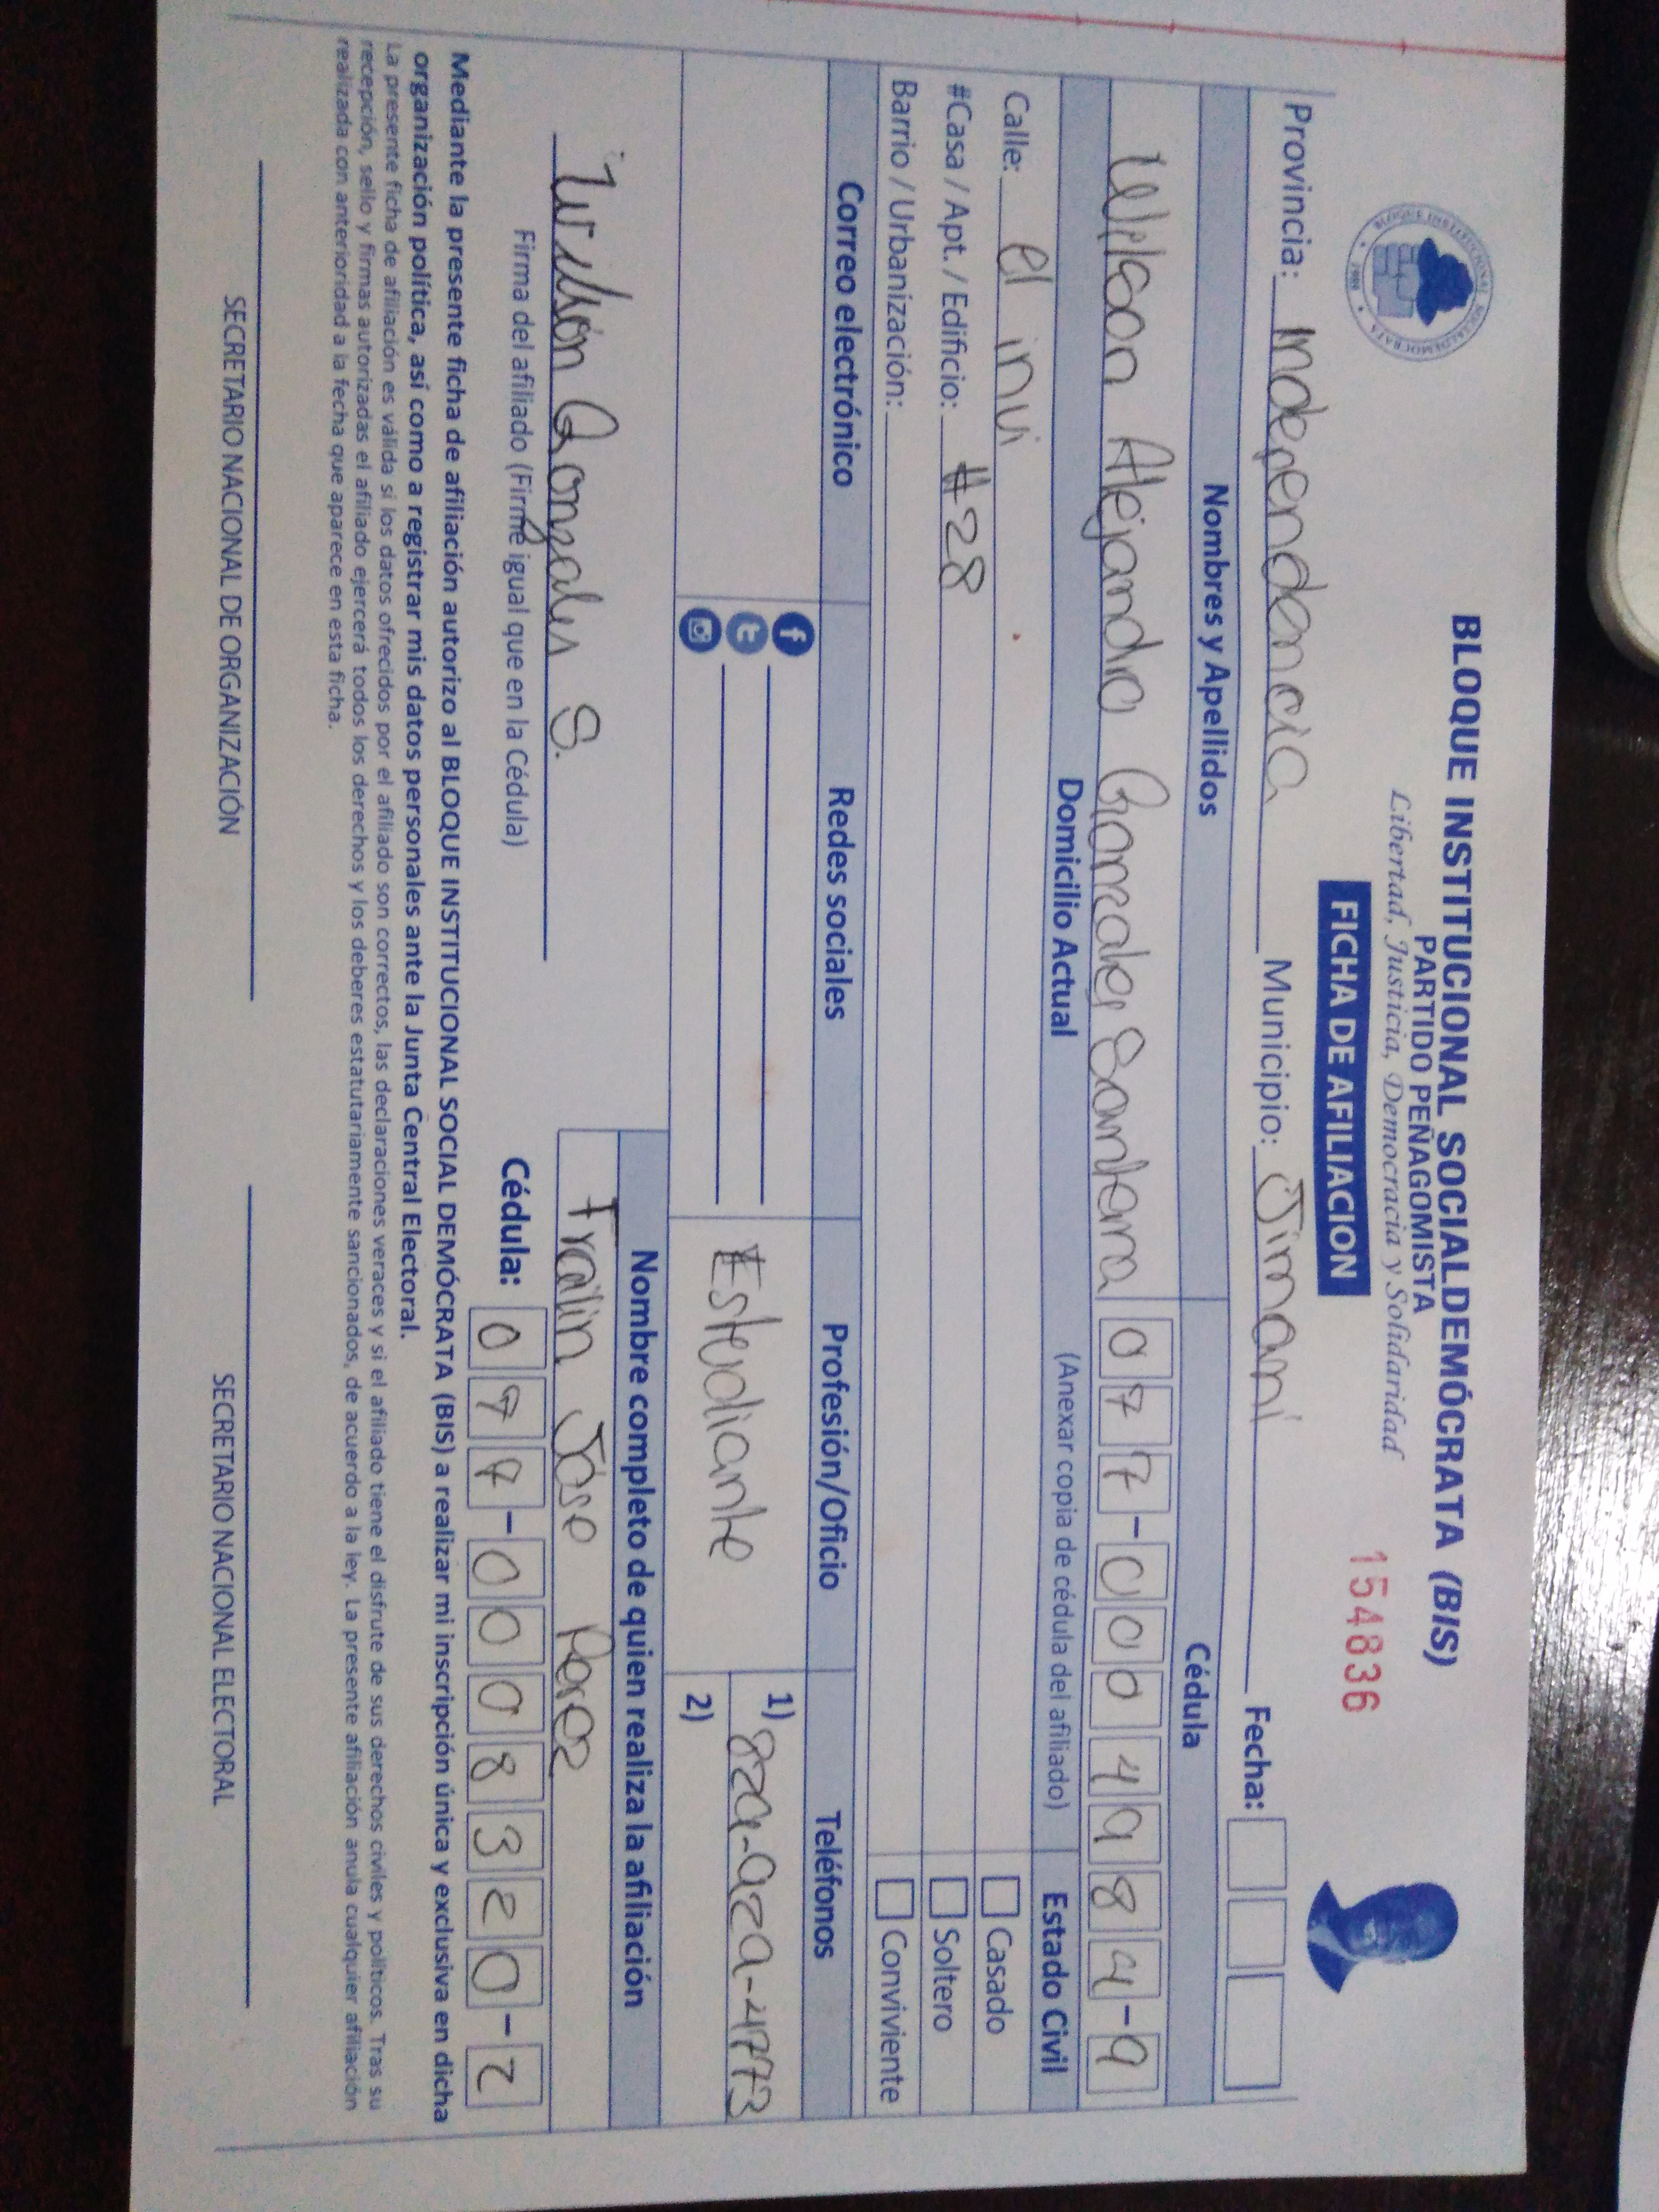 BLOQUE INSTITUCIONAL SOCIALDEMÓCRATA (BIS)
PARTIDO PEÑAGOMISTA
Libertad, Justicia, Democracia y Solidaridad
FICHA DE AFILIACION
154836
Provincia: Independencia Municipio: Jimaní Fecha:
Nombres y Apellidos Cédula
Wilson Alejandro Gonzales Santana 077-0004984-9
Domicilio Actual (Anexar copia de cédula del afiliado) Estado Civil
Calle: el invi Casado
#Casa / Apt. / Edificio: #28 Soltero
Barrio / Urbanización: Conviviente
Correo electrónico Redes sociales Profesión/Oficio Teléfonos
Estudiante 1) 829-929-4773
2)
Nombre completo de quien realiza la afiliación
Wilson Gonzales S. Frailin Jose Perez
Firma del afiliado (Firme igual que en la Cédula) Cédula: 077-0008320-2
Mediante la presente ficha de afiliación autorizo al BLOQUE INSTITUCIONAL SOCIAL DEMÓCRATA (BIS) a realizar mi inscripción única y exclusiva en dicha
organización política, así como a registrar mis datos personales ante la Junta Central Electoral.
La presente ficha de afiliación es válida si los datos ofrecidos por el afiliado son correctos, las declaraciones veraces y si el afiliado tiene el disfrute de sus derechos civiles y políticos. Tras su
recepción, sello y firmas autorizadas el afiliado ejercerá todos los derechos y los deberes estatutariamente sancionados, de acuerdo a la ley. La presente afiliación anula cualquier afiliación
realizada con anterioridad a la fecha que aparece en esta ficha.
SECRETARIO NACIONAL DE ORGANIZACIÓN SECRETARIO NACIONAL ELECTORAL